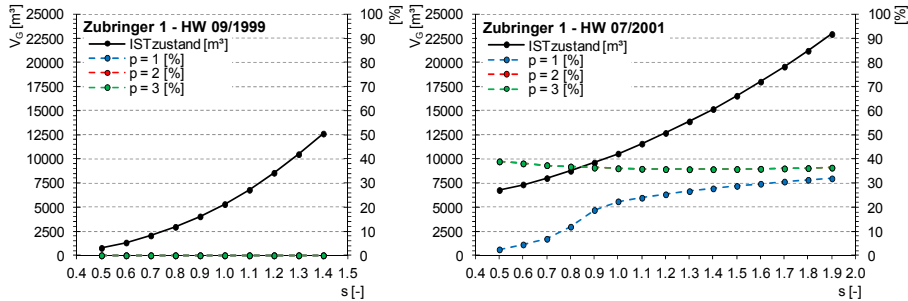 Zubringer 1 - HW 09/1999
V_G [m³]
[%]
ISTzustand [m³]
p = 1 [%]
p = 2 [%]
p = 3 [%]
25000
22500
20000
17500
15000
12500
10000
7500
5000
2500
0
100
90
80
70
60
50
40
30
20
10
0
0.4 0.5 0.6 0.7 0.8 0.9 1.0 1.1 1.2 1.3 1.4 1.5
s [-]
Zubringer 1 - HW 07/2001
V_G [m³]
[%]
ISTzustand [m³]
p = 1 [%]
p = 2 [%]
p = 3 [%]
25000
22500
20000
17500
15000
12500
10000
7500
5000
2500
0
100
90
80
70
60
50
40
30
20
10
0
0.4 0.5 0.6 0.7 0.8 0.9 1.0 1.1 1.2 1.3 1.4 1.5 1.6 1.7 1.8 1.9 2.0
s [-]